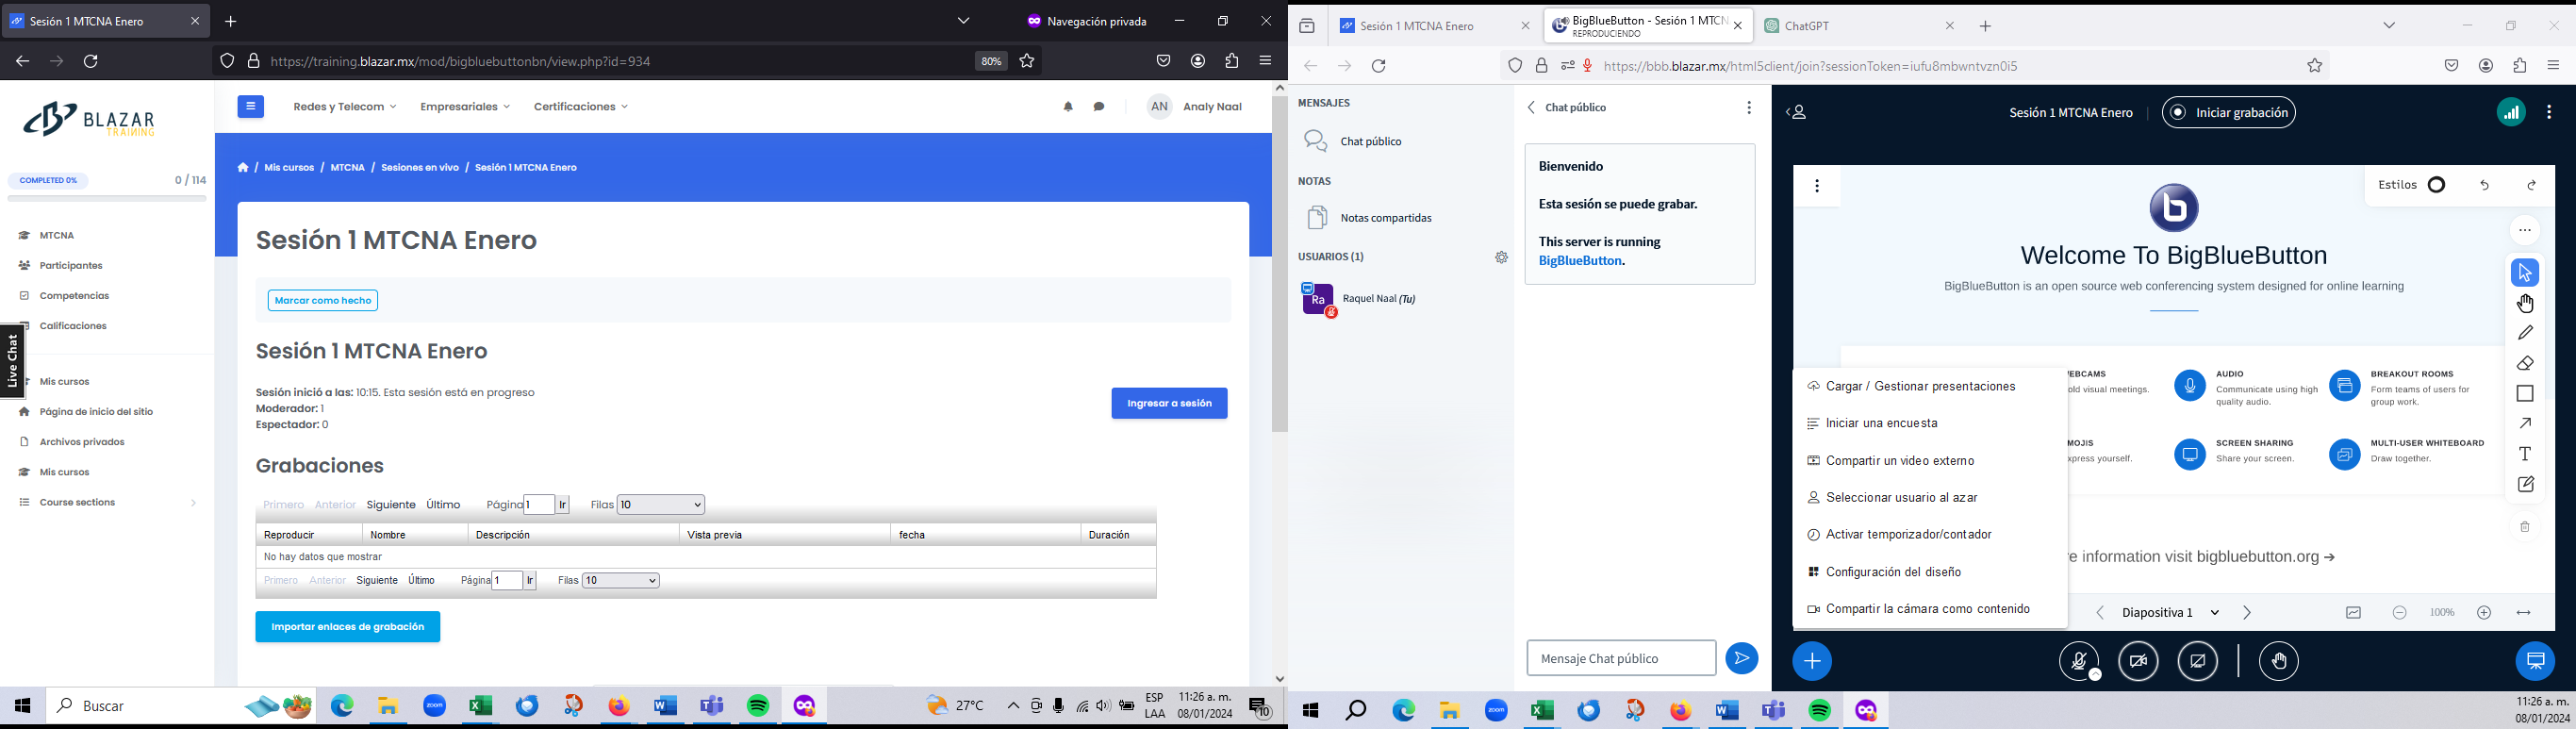 Sesión 1 MTCNA Enero
Navegación privada
https://training.blazar.mx/mod/bigbluebuttonbn/view.php?id=934
80%
BLAZAR
TRAINING
COMPLETED 0%
0 / 114
MTCNA
Participantes
Competencias
Calificaciones
Live Chat
Mis cursos
Página de inicio del sitio
Archivos privados
Mis cursos
Course sections
Redes y Telecom
Empresariales
Certificaciones
AN
Analy Naal
/ Mis cursos / MTCNA / Sesiones en vivo / Sesión 1 MTCNA Enero
Sesión 1 MTCNA Enero
Marcar como hecho
Sesión 1 MTCNA Enero
Sesión inició a las: 10:15. Esta sesión está en progreso
Moderador: 1
Espectador: 0
Ingresar a sesión
Grabaciones
Primero Anterior Siguiente Último Página 1 Ir Filas 10
Reproducir Nombre Descripción Vista previa fecha Duración
No hay datos que mostrar
Primero Anterior Siguiente Último Página 1 Ir Filas 10
Importar enlaces de grabación
Buscar
zoom
27°C
ESP
LAA
11:26 a. m.
08/01/2024
10
Sesión 1 MTCNA Enero
BigBlueButton - Sesión 1 MTCN
REPRODUCIENDO
ChatGPT
https://bbb.blazar.mx/html5client/join?sessionToken=iufu8mbwntvzn0i5
MENSAJES
Chat público
NOTAS
Notas compartidas
USUARIOS (1)
Ra
Raquel Naal (Tu)
Chat público
Bienvenido
Esta sesión se puede grabar.
This server is running
BigBlueButton.
Mensaje Chat público
Sesión 1 MTCNA Enero
Iniciar grabación
Estilos
Welcome To BigBlueButton
BigBlueButton is an open source web conferencing system designed for online learning
EBCAMS
old visual meetings.
AUDIO
Communicate using high
quality audio.
BREAKOUT ROOMS
Form teams of users for
group work.
MOJIS
xpress yourself.
SCREEN SHARING
Share your screen.
MULTI-USER WHITEBOARD
Draw together.
re information visit bigbluebutton.org →
Cargar / Gestionar presentaciones
Iniciar una encuesta
Compartir un video externo
Seleccionar usuario al azar
Activar temporizador/contador
Configuración del diseño
Compartir la cámara como contenido
Diapositiva 1
100%
zoom
11:26 a. m.
08/01/2024